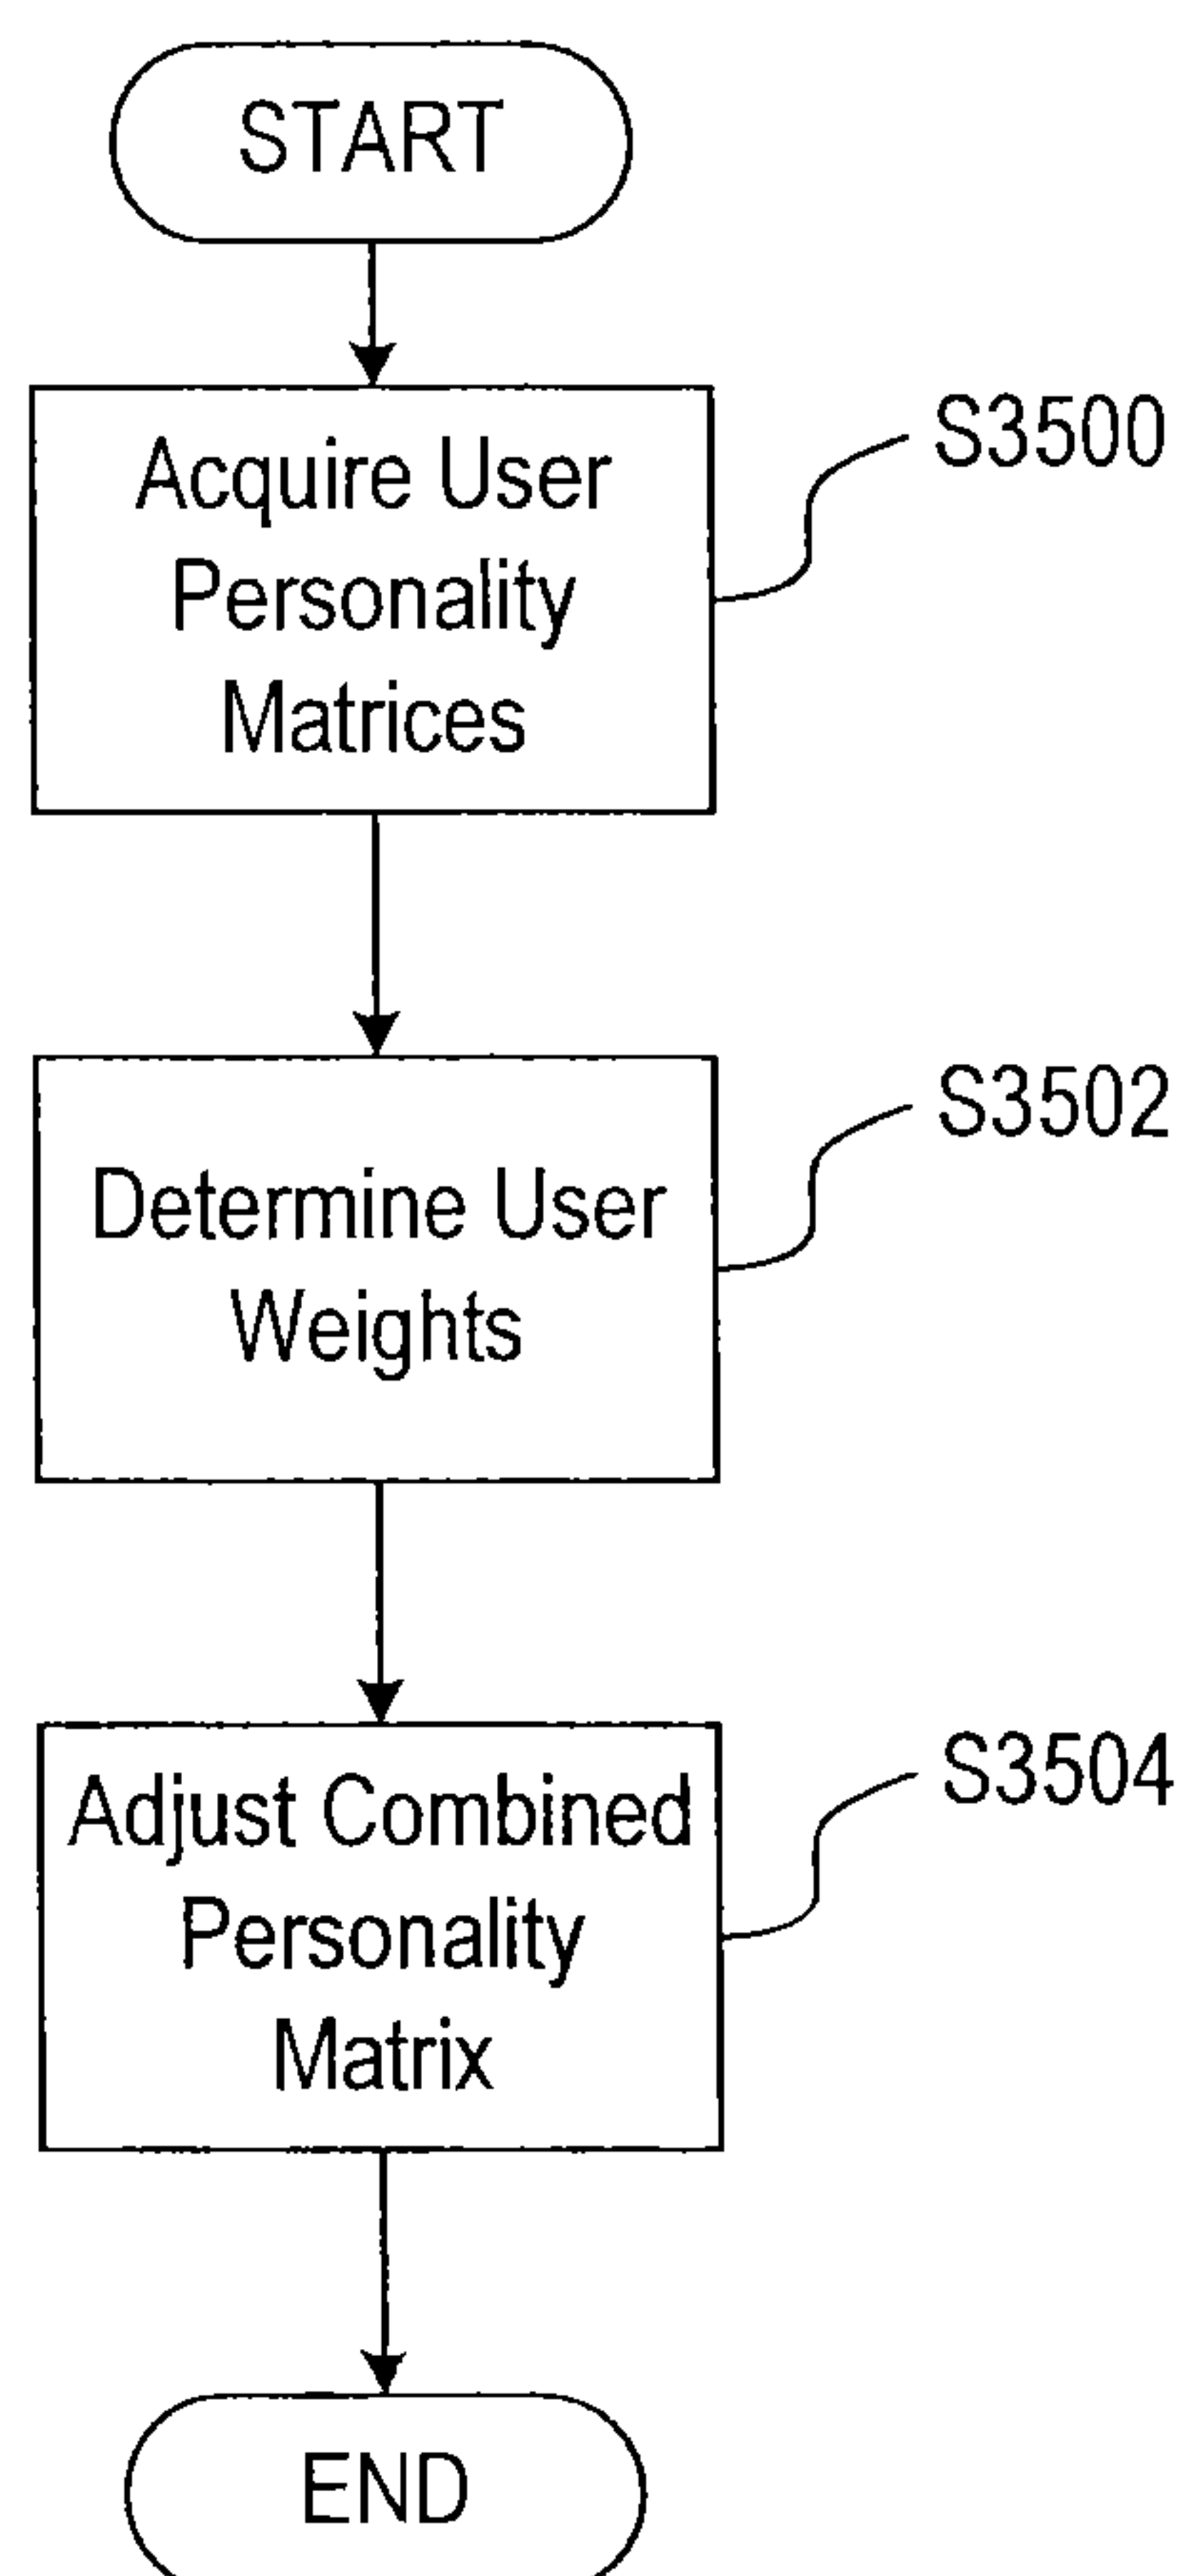 START
Acquire User
Personality
Matrices
S3500
Determine User
Weights
S3502
Adjust Combined
Personality
Matrix
S3504
END